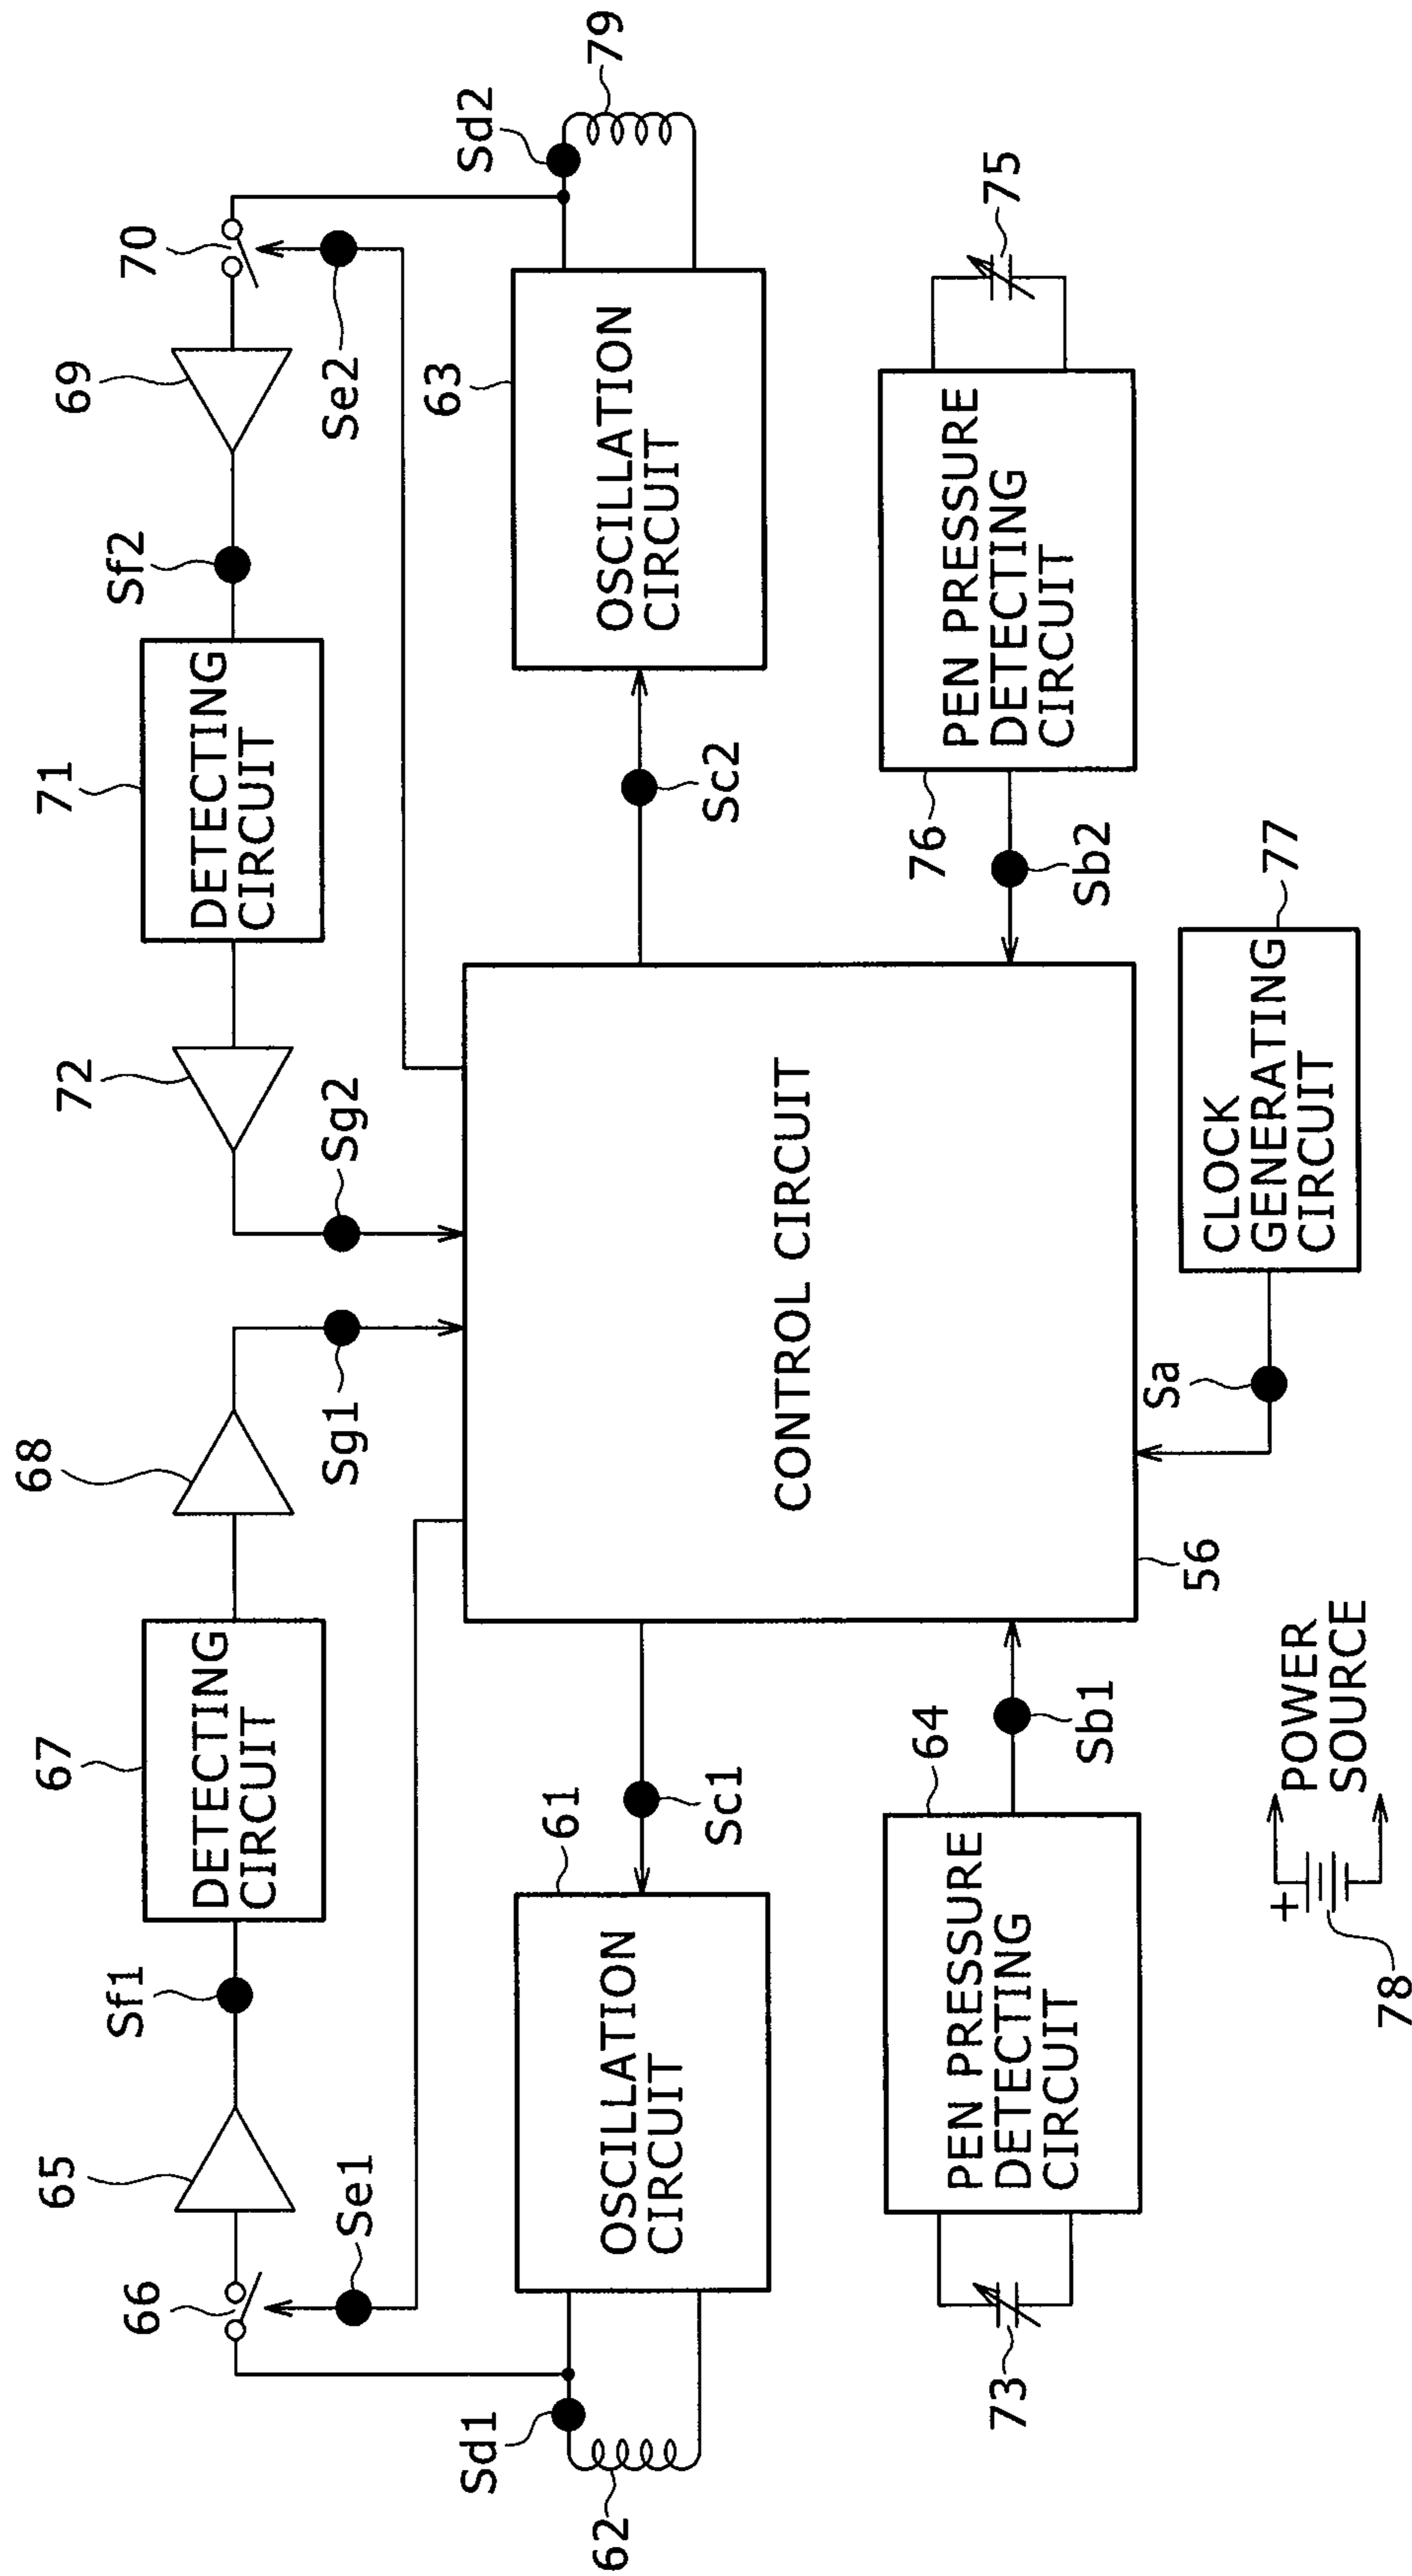 65
Sf1
67
DETECTING
CIRCUIT
68
72
71
DETECTING
CIRCUIT
Sf2
69
70
66
Se1
Sg1
Sg2
Se2
Sd1
62
61
OSCILLATION
CIRCUIT
Sc1
CONTROL CIRCUIT
56
Sc2
63
OSCILLATION
CIRCUIT
Sd2
79
73
64
PEN PRESSURE
DETECTING
CIRCUIT
Sb1
76
PEN PRESSURE
DETECTING
CIRCUIT
Sb2
75
78
+
POWER
SOURCE
Sa
CLOCK
GENERATING
CIRCUIT
77